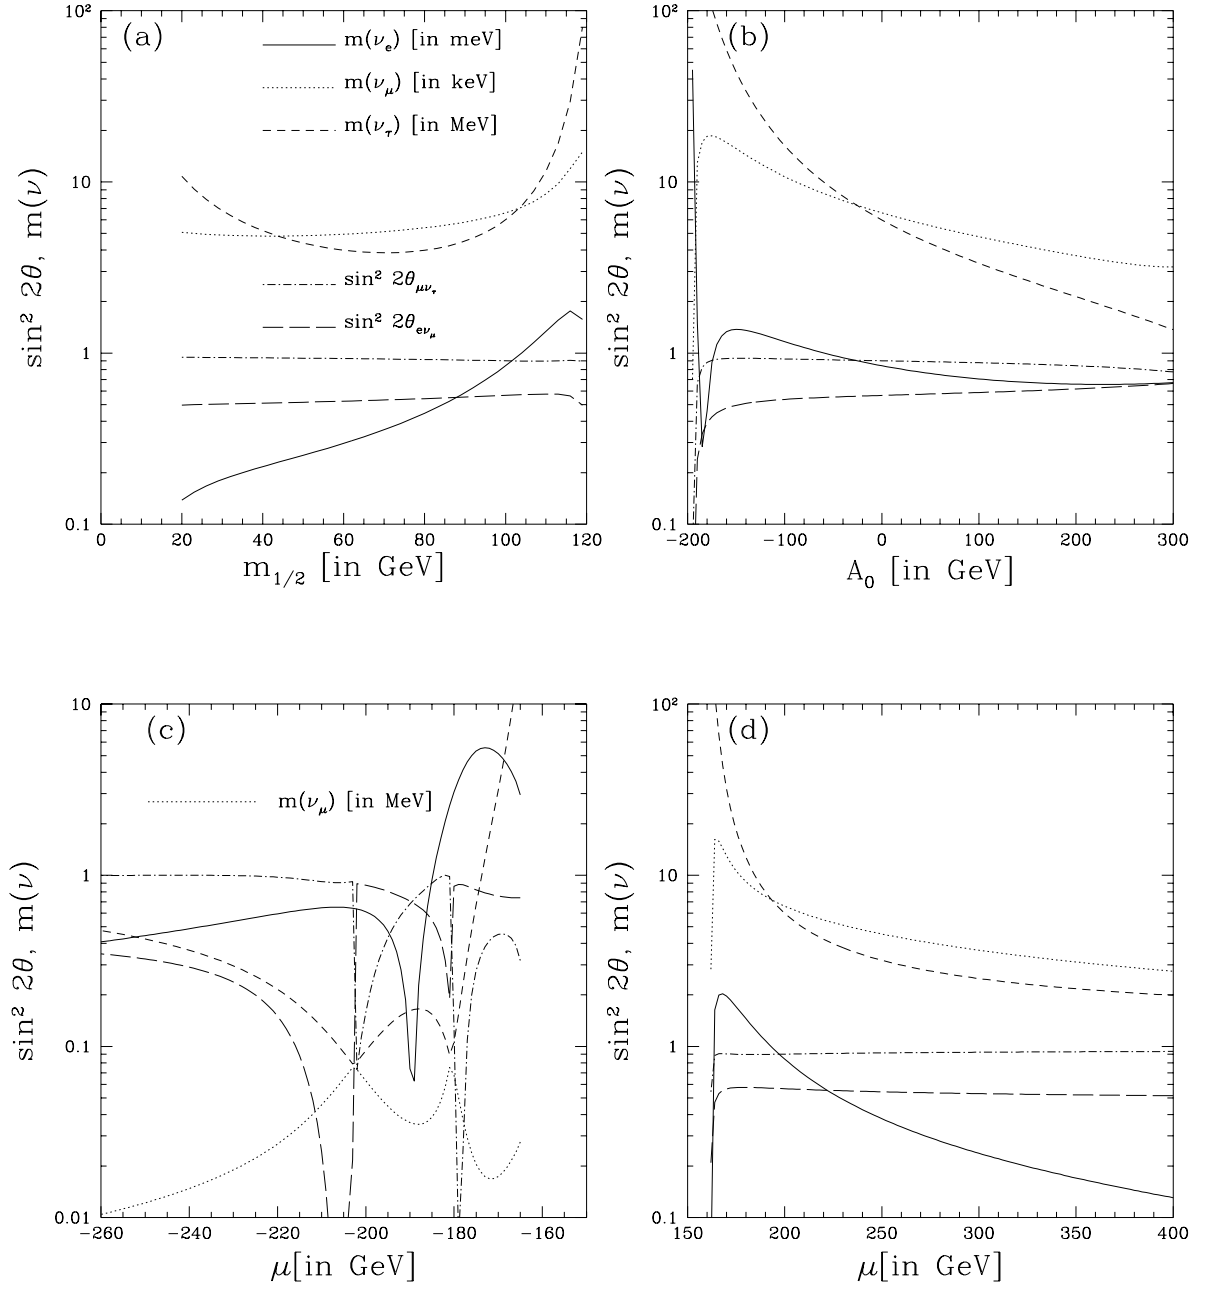 (a)
m(ν_e) [in meV]
m(ν_μ) [in keV]
m(ν_τ) [in MeV]
sin² 2θ_μν_τ
sin² 2θ_eν_μ
10²
10
1
0.1
sin² 2θ, m(ν)
0 20 40 60 80 100 120
m_1/2 [in GeV]
(b)
10²
10
1
0.1
sin² 2θ, m(ν)
−200 −100 0 100 200 300
A_0 [in GeV]
(c)
m(ν_μ) [in MeV]
10
1
0.1
0.01
sin² 2θ, m(ν)
−260 −240 −220 −200 −180 −160
μ[in GeV]
(d)
10²
10
1
0.1
sin² 2θ, m(ν)
150 200 250 300 350 400
μ[in GeV]